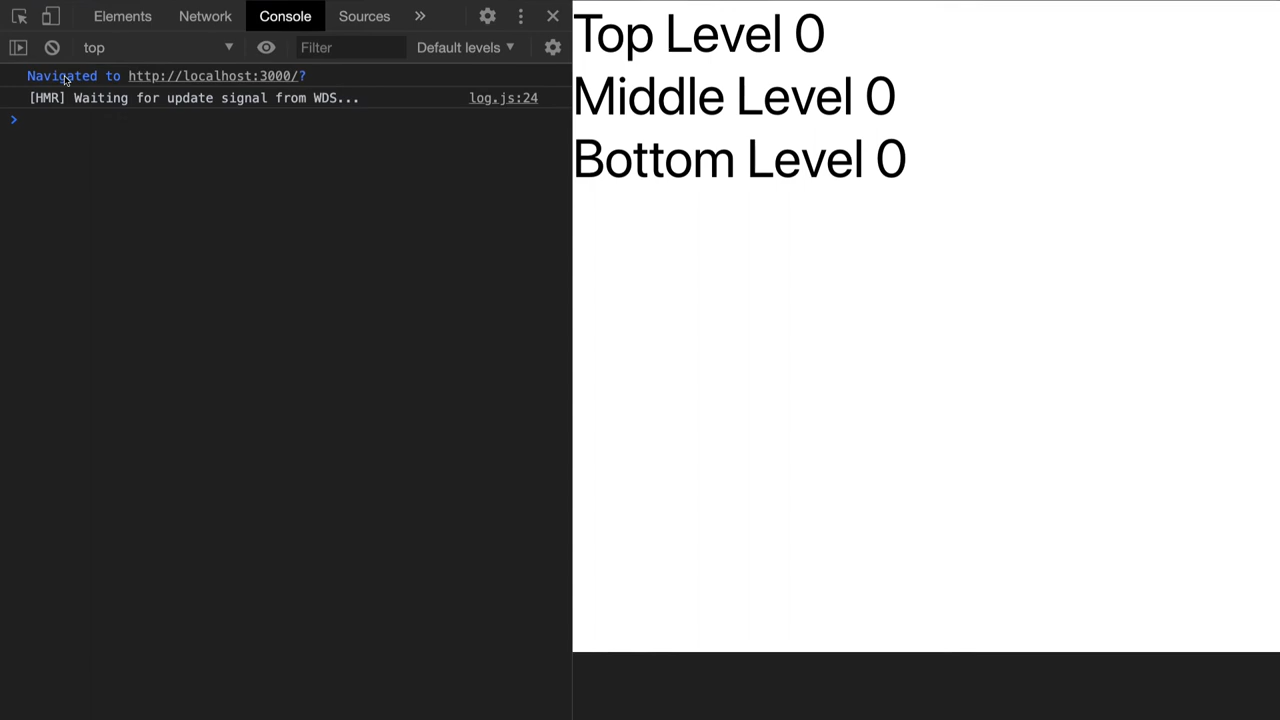 Elements Network Console Sources »
top Filter Default levels
Navigated to http://localhost:3000/?
[HMR] Waiting for update signal from WDS... log.js:24
>
Top Level 0
Middle Level 0
Bottom Level 0